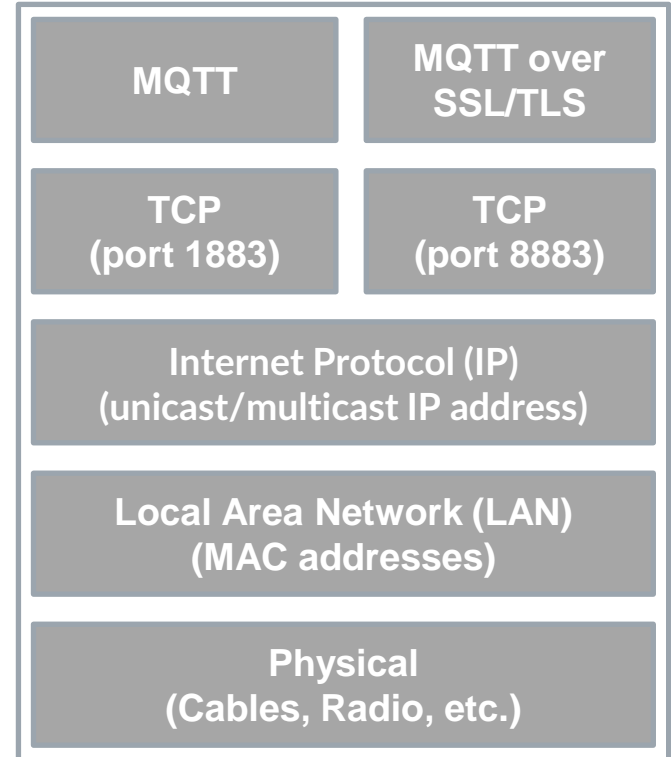 MQTT
MQTT over
SSL/TLS
TCP
(port 1883)
TCP
(port 8883)
Internet Protocol (IP)
(unicast/multicast IP address)
Local Area Network (LAN)
(MAC addresses)
Physical
(Cables, Radio, etc.)